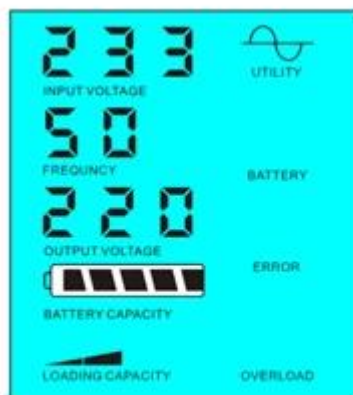 233
INPUT VOLTAGE
UTILITY
50
FREQUNCY
BATTERY
220
OUTPUT VOLTAGE
ERROR
BATTERY CAPACITY
LOADING CAPACITY
OVERLOAD